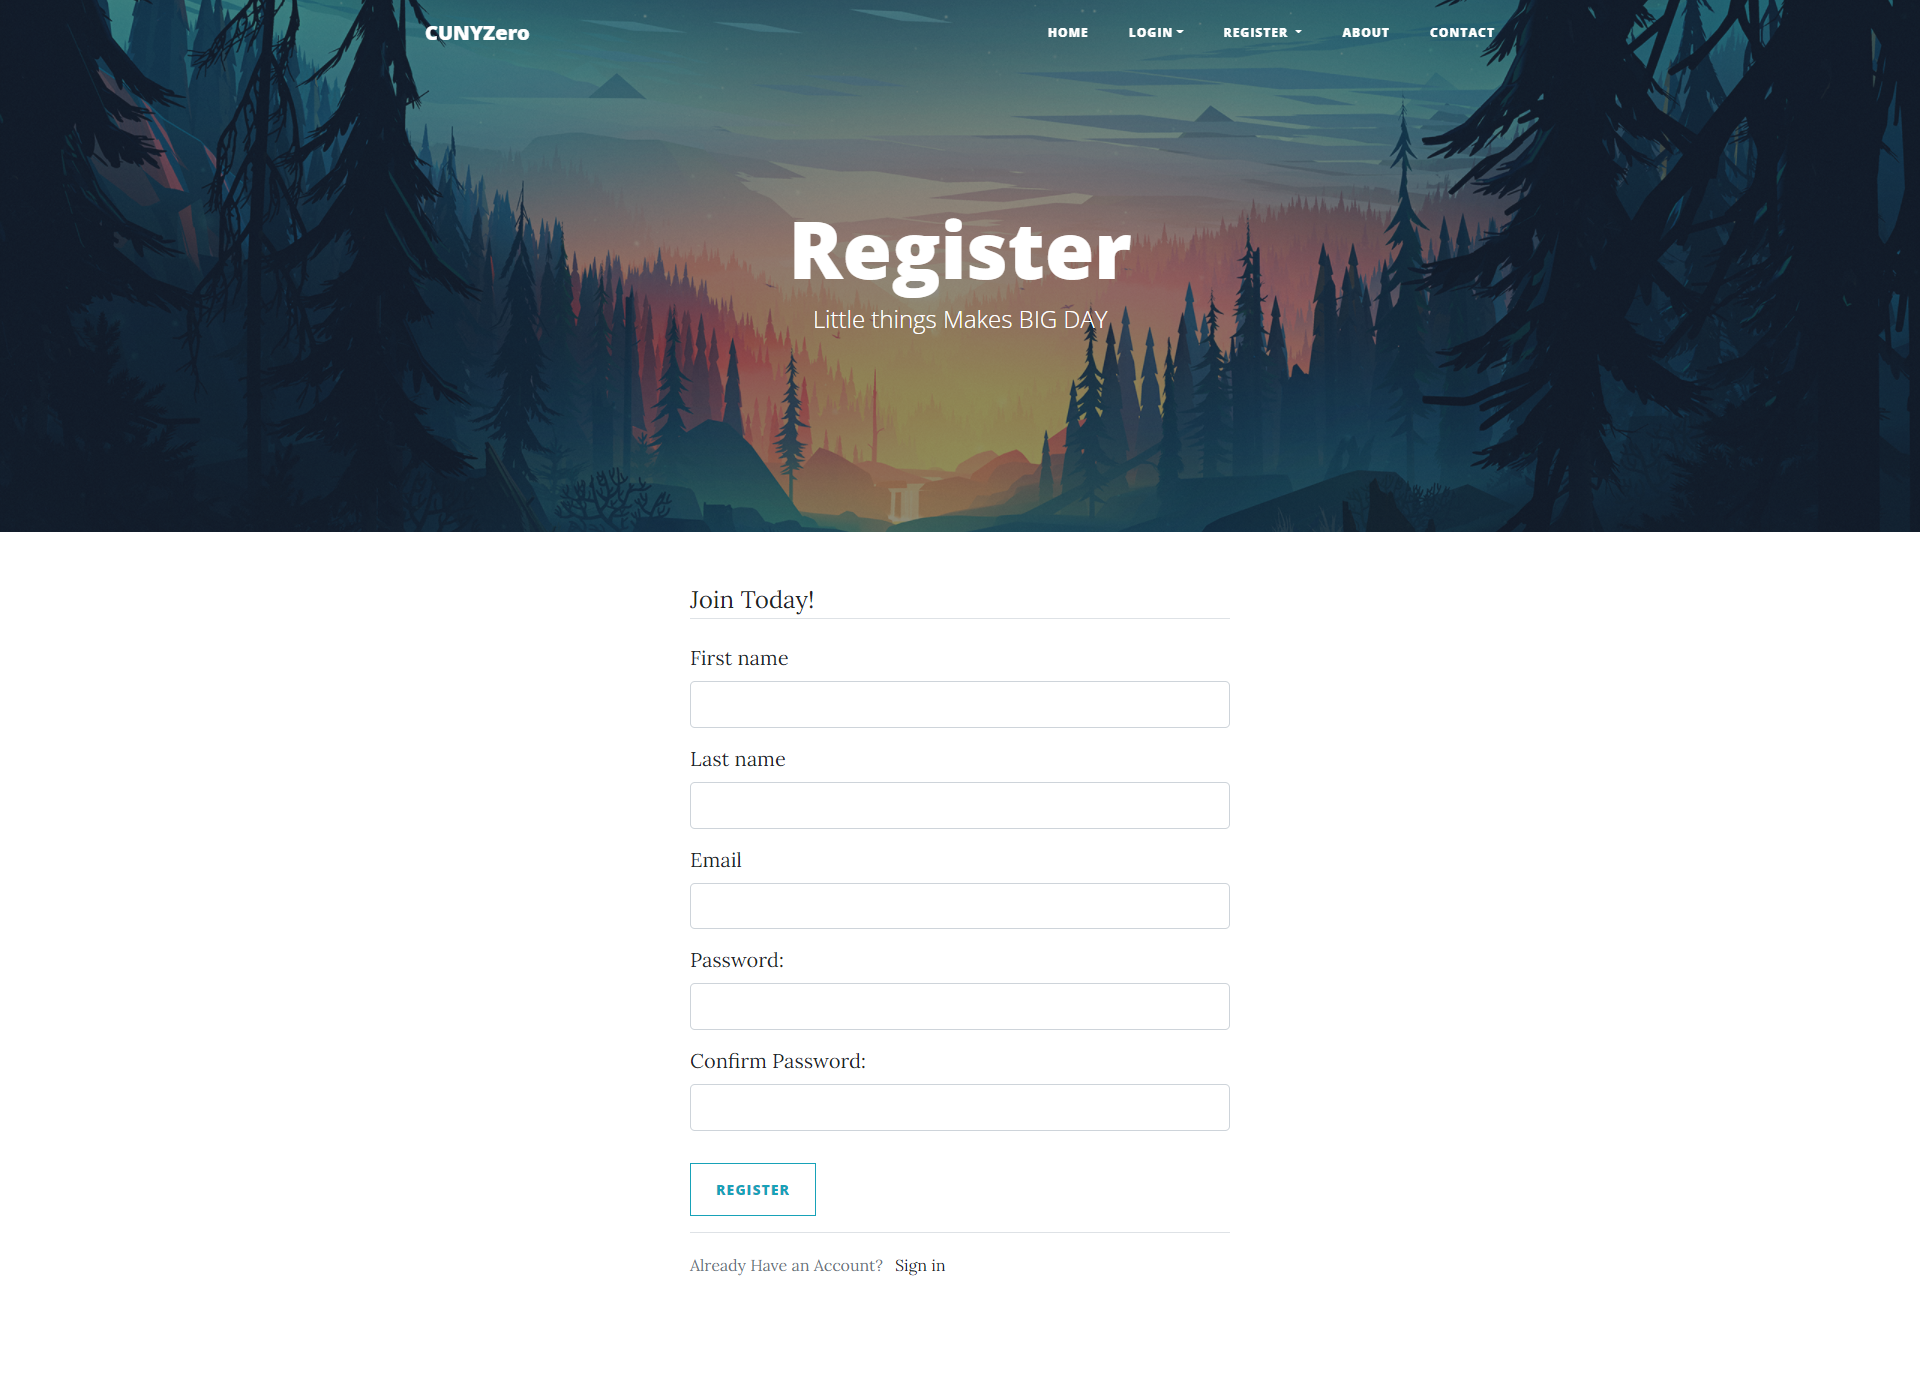 CUNYZero
HOME LOGIN REGISTER ABOUT CONTACT
Register
Little things Makes BIG DAY
Join Today!
First name
Last name
Email
Password:
Confirm Password:
REGISTER
Already Have an Account? Sign in